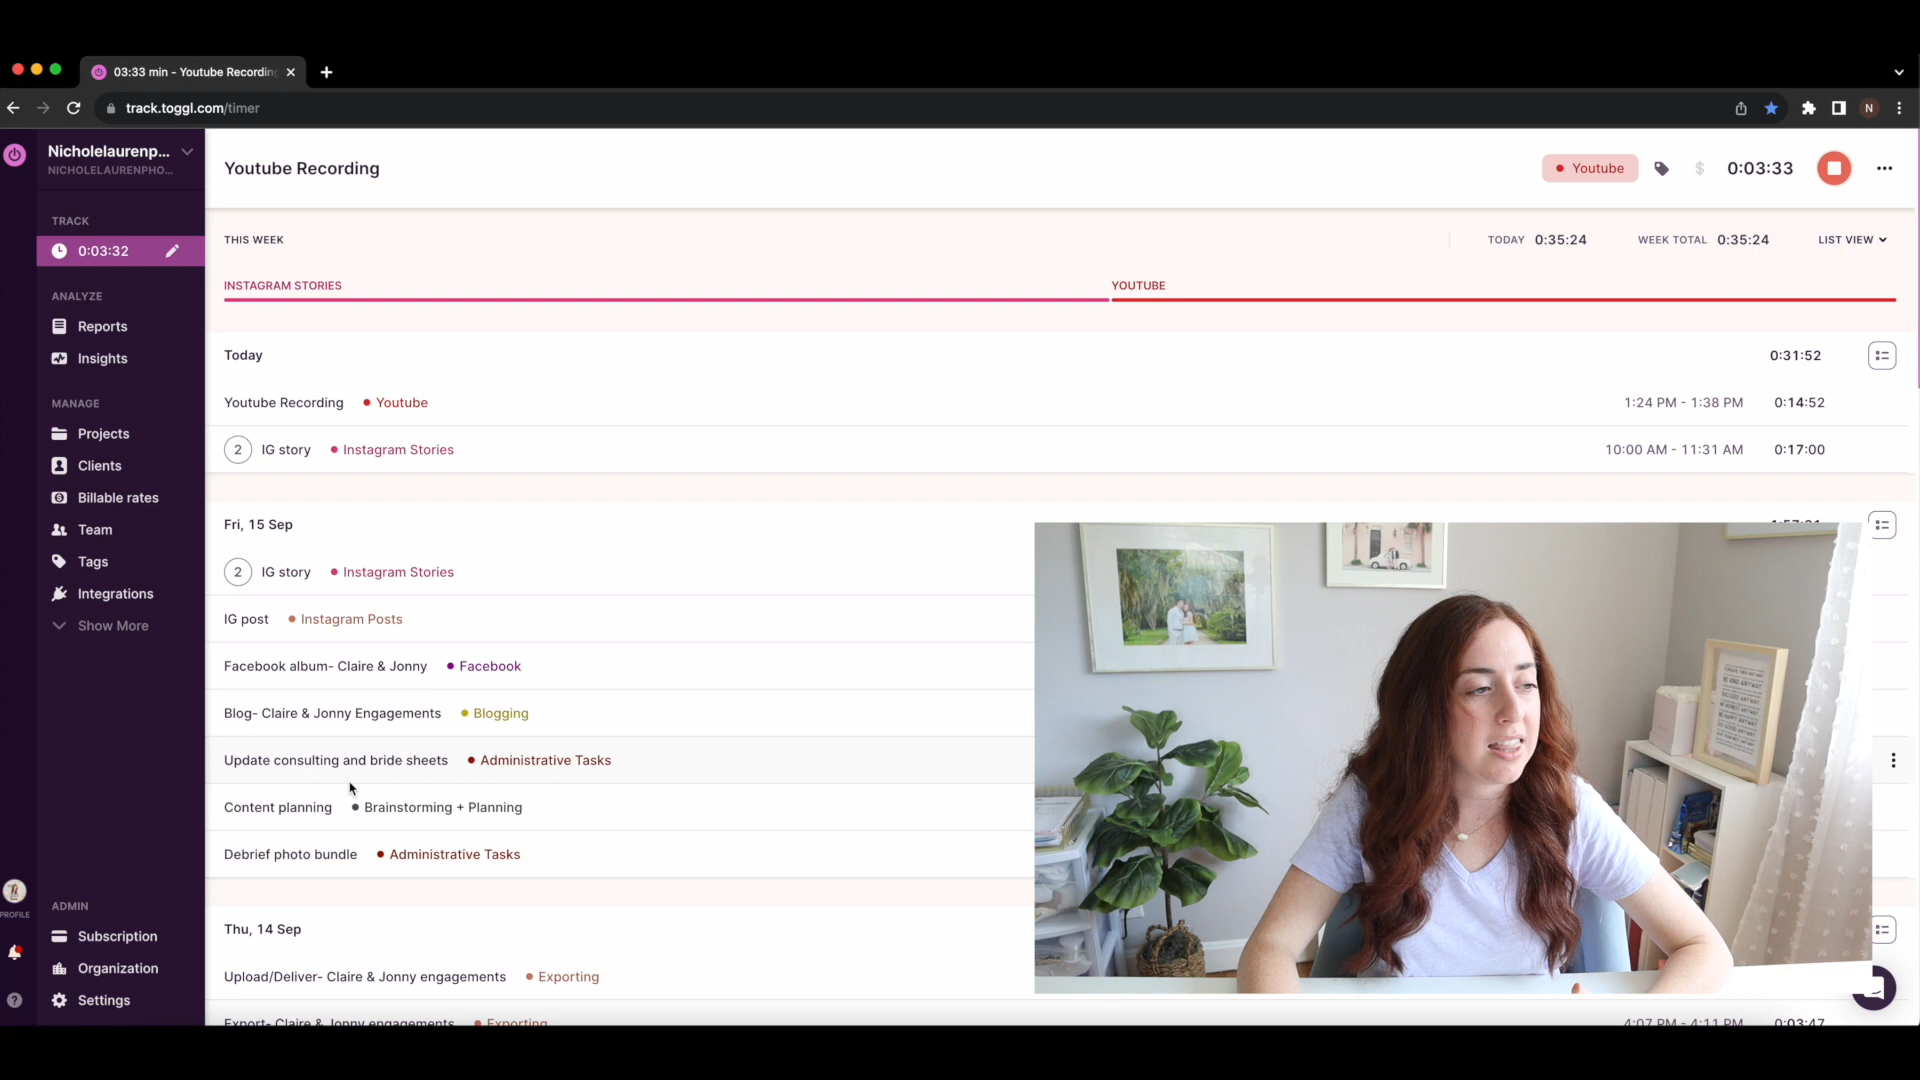 03:33 min - Youtube Recording
track.toggl.com/timer
N
Nicholelaurenp...
NICHOLELAURENPHO...
TRACK
0:03:32
ANALYZE
Reports
Insights
MANAGE
Projects
Clients
Billable rates
Team
Tags
Integrations
Show More
PROFILE
ADMIN
Subscription
Organization
Settings
Youtube Recording
Youtube
$
0:03:33
THIS WEEK
TODAY 0:35:24
WEEK TOTAL 0:35:24
LIST VIEW
INSTAGRAM STORIES
YOUTUBE
Today 0:31:52
Youtube Recording • Youtube 1:24 PM - 1:38 PM 0:14:52
2 IG story • Instagram Stories 10:00 AM - 11:31 AM 0:17:00
Fri, 15 Sep
2 IG story • Instagram Stories
IG post • Instagram Posts
Facebook album- Claire & Jonny • Facebook
Blog- Claire & Jonny Engagements • Blogging
Update consulting and bride sheets • Administrative Tasks
Content planning • Brainstorming + Planning
Debrief photo bundle • Administrative Tasks
Thu, 14 Sep
Upload/Deliver- Claire & Jonny engagements • Exporting
Export- Claire & Jonny engagements • Exporting 4:07 PM - 4:11 PM 0:03:47
BE KIND ANYWAY